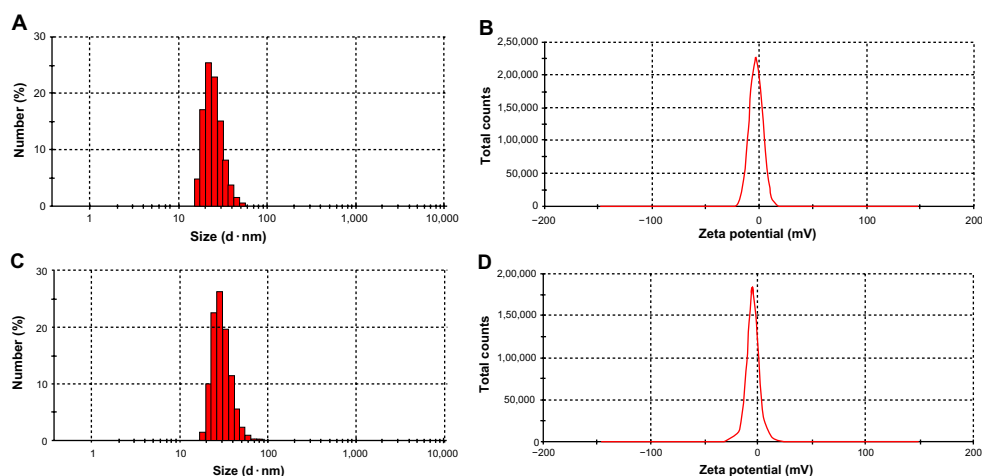 A
30
20
10
0
Number (%)
1 10 100 1,000 10,000
Size (d·nm)
B
2,50,000
2,00,000
1,50,000
1,00,000
50,000
0
Total counts
−200 −100 0 100 200
Zeta potential (mV)
C
30
20
10
0
Number (%)
1 10 100 1,000 10,000
Size (d·nm)
D
2,00,000
1,50,000
1,00,000
50,000
0
Total counts
−200 −100 0 100 200
Zeta potential (mV)